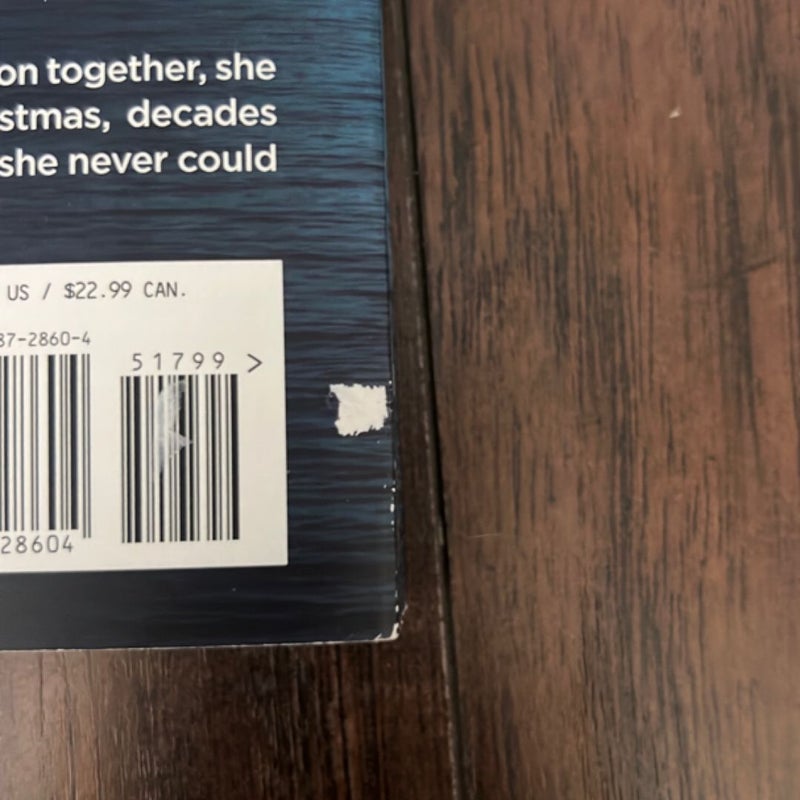 on together, she
stmas, decades
she never could
US / $22.99 CAN.
87-2860-4
51799 >
28604